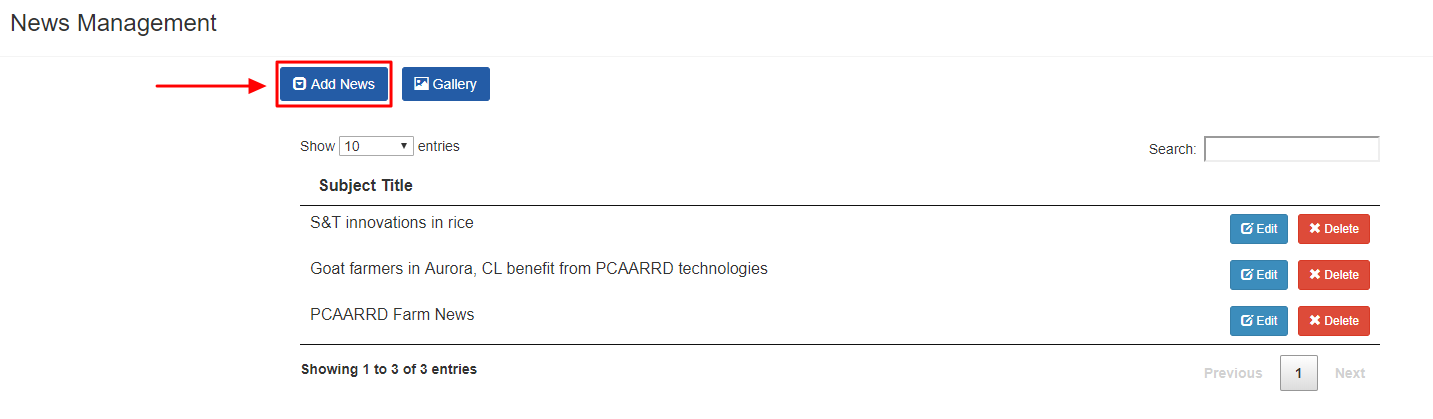 News Management
Add News Gallery
Show 10 entries Search:
Subject Title
S&T innovations in rice Edit Delete
Goat farmers in Aurora, CL benefit from PCAARRD technologies Edit Delete
PCAARRD Farm News Edit Delete
Showing 1 to 3 of 3 entries Previous 1 Next